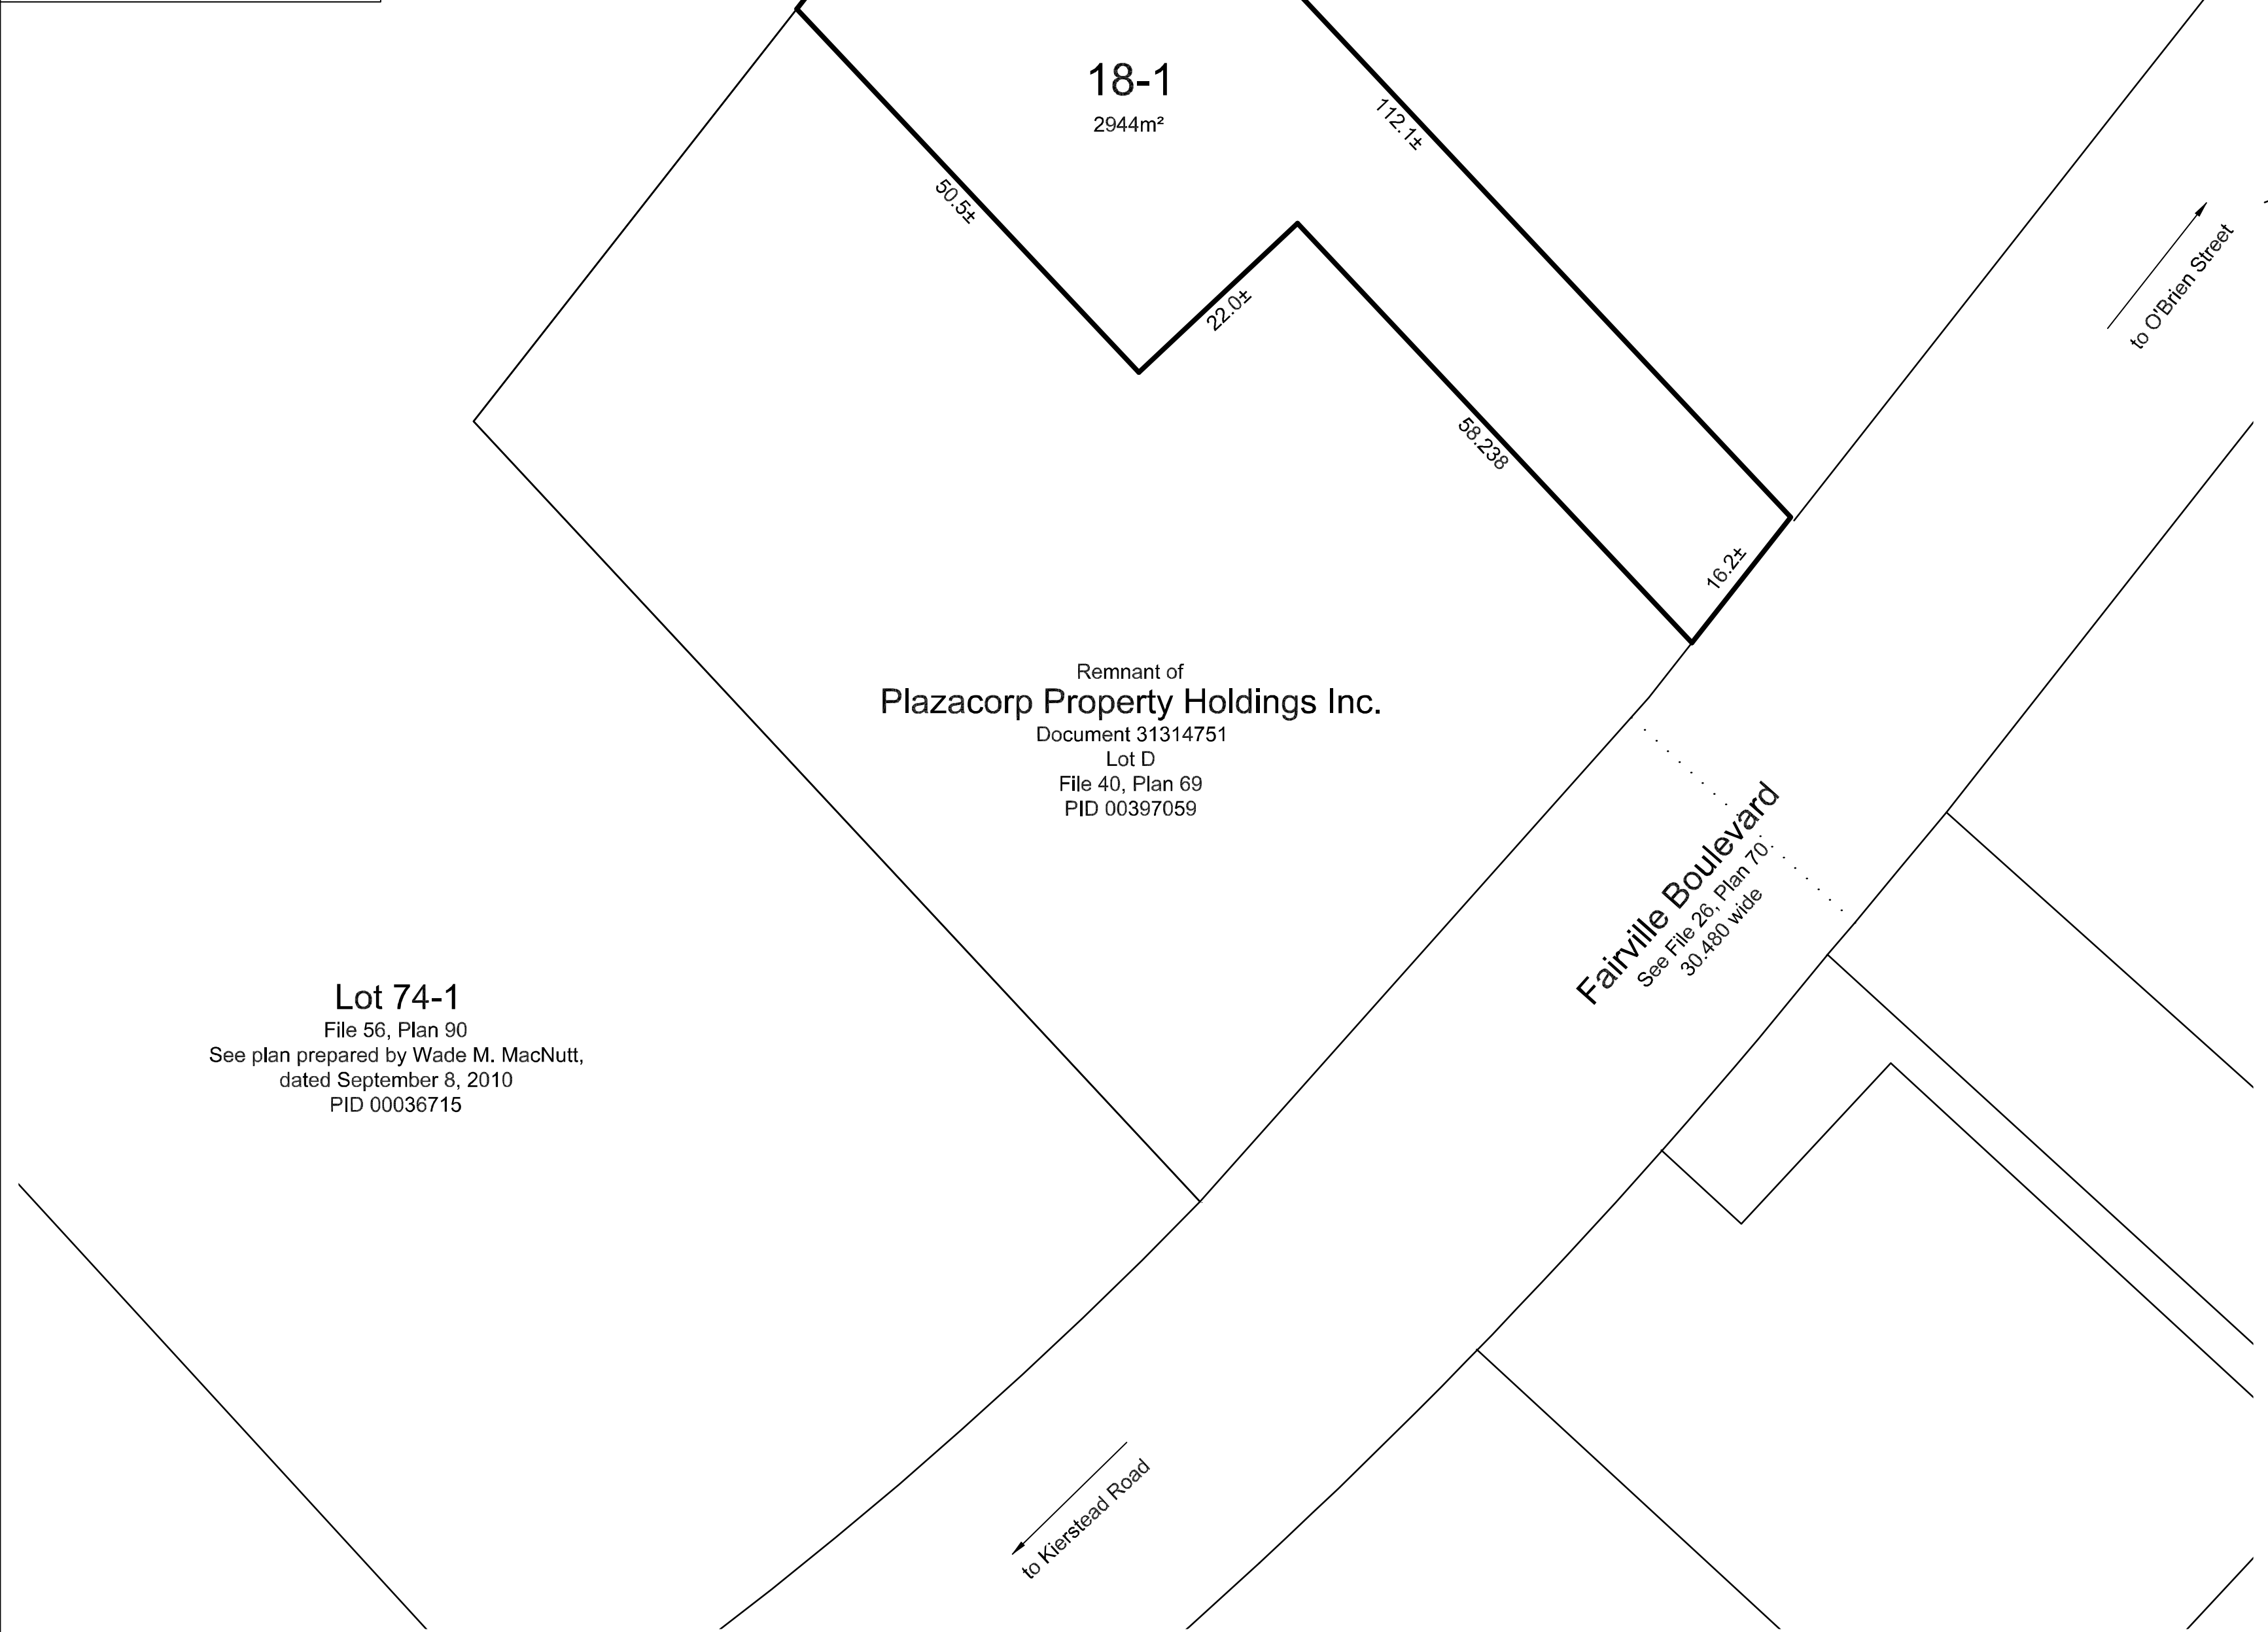 18-1
2944m²
112.1±
50.5±
22.0±
58.238
16.2±
to O'Brien Street
Remnant of
Plazacorp Property Holdings Inc.
Document 31314751
Lot D
File 40, Plan 69
PID 00397059
Fairville Boulevard
See File 26, Plan 70
30.480 wide
Lot 74-1
File 56, Plan 90
See plan prepared by Wade M. MacNutt,
dated September 8, 2010
PID 00036715
to Kierstead Road